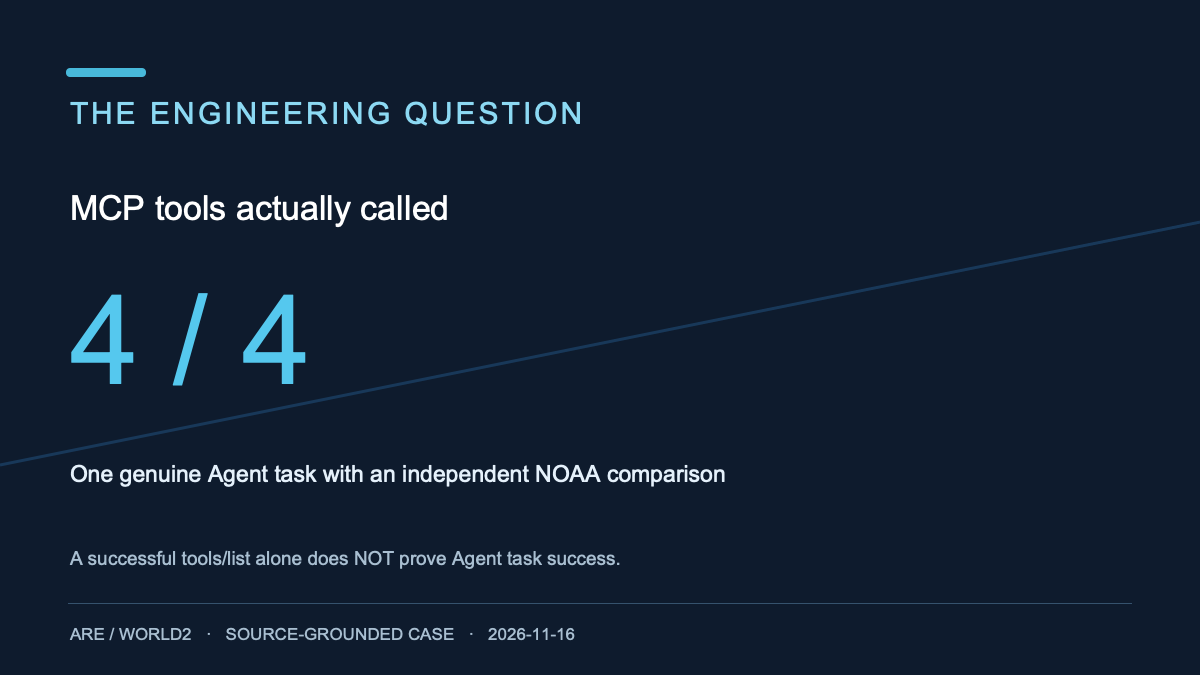 THE ENGINEERING QUESTION
MCP tools actually called
4 / 4
One genuine Agent task with an independent NOAA comparison
A successful tools/list alone does NOT prove Agent task success.
ARE / WORLD2 · SOURCE-GROUNDED CASE · 2026-11-16